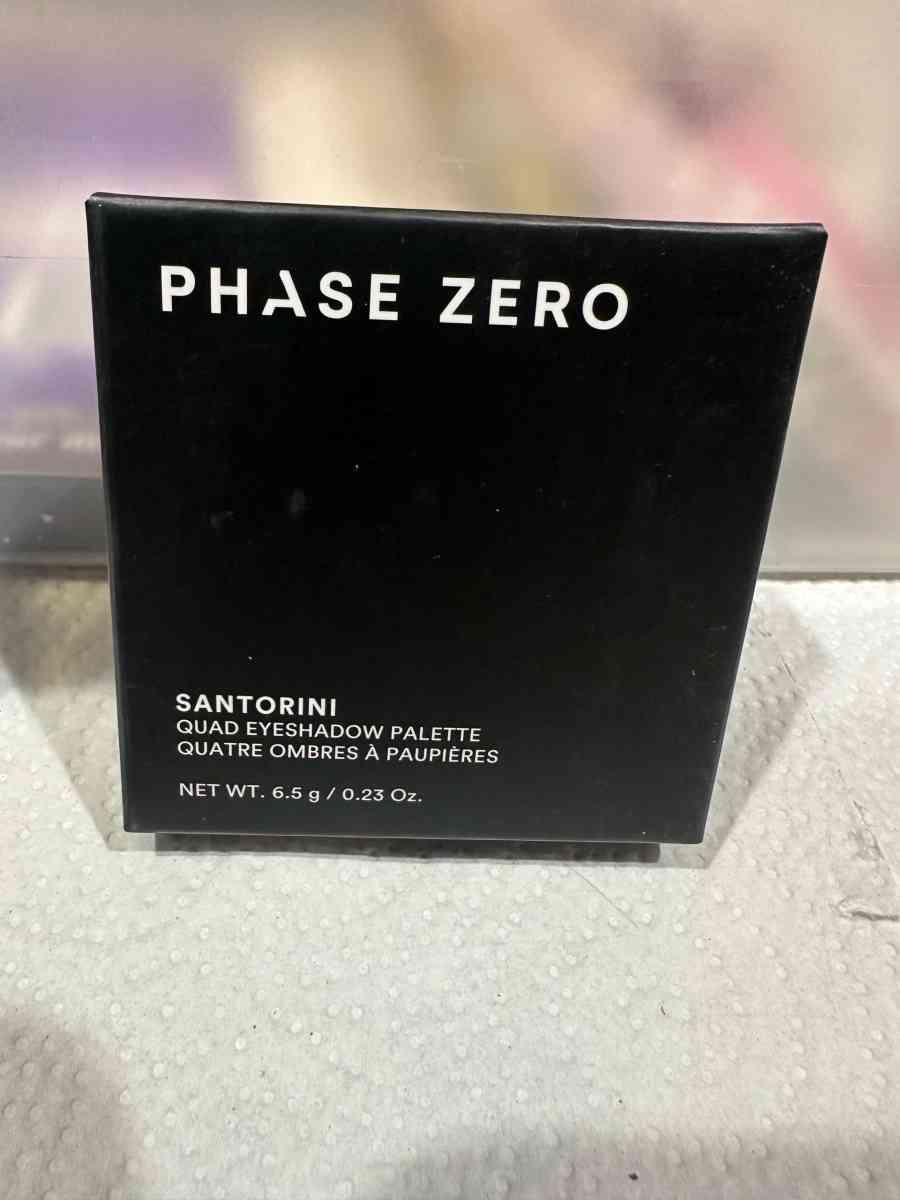 PHASE ZERO
SANTORINI
QUAD EYESHADOW PALETTE
QUATRE OMBRES À PAUPIÈRES
NET WT. 6.5 g / 0.23 Oz.